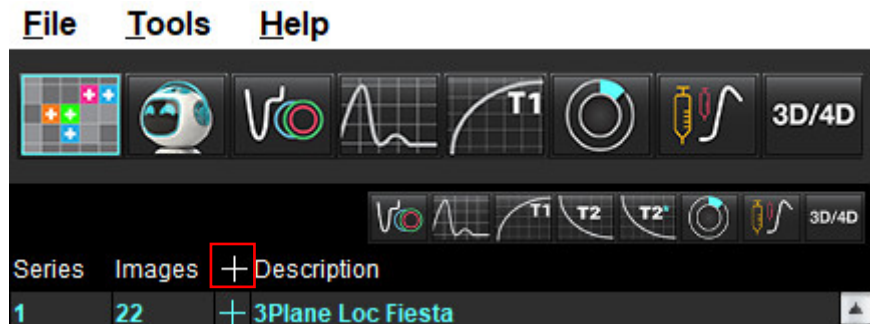 File Tools Help
T1 3D/4D
T1 T2 T2* 3D/4D
Series Images + Description
1 22 + 3Plane Loc Fiesta